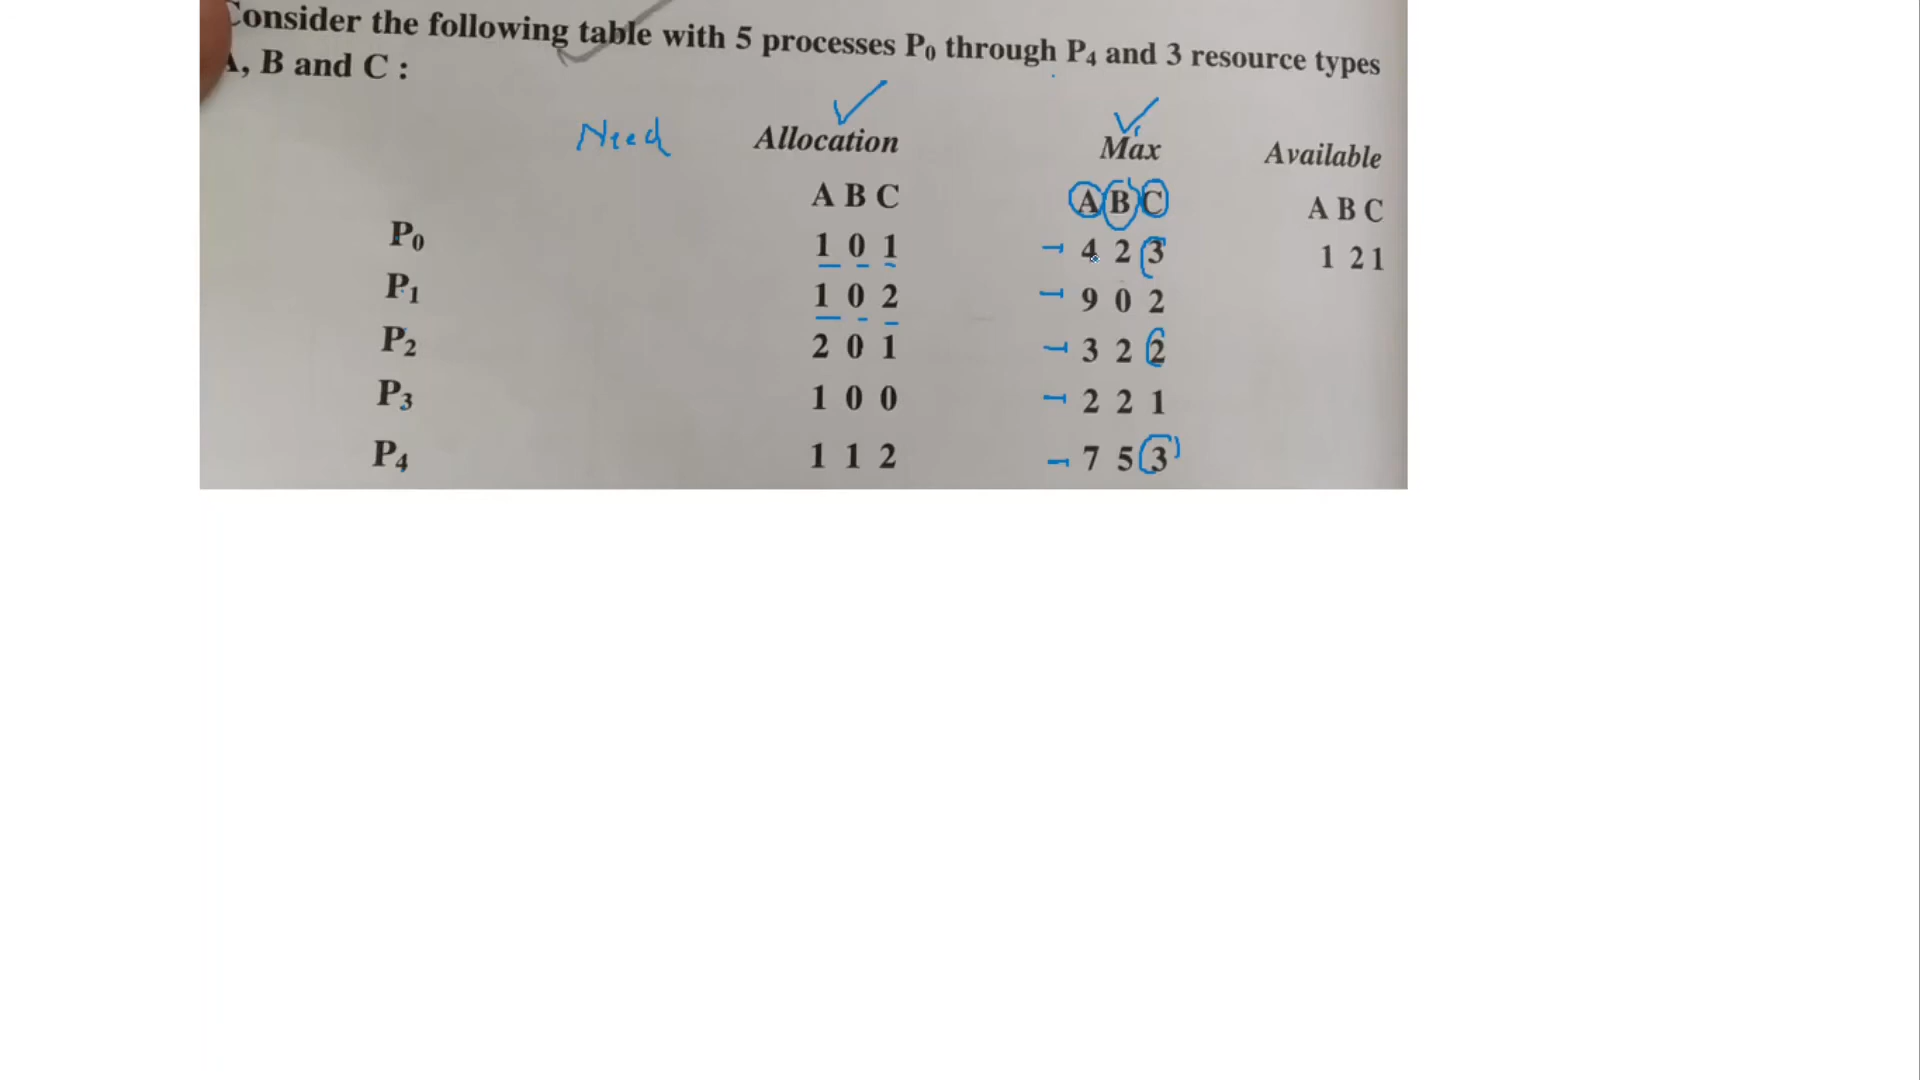 Consider the following table with 5 processes P0 through P4 and 3 resource types
A, B and C :
Need Allocation Max Available
A B C A B C A B C
P0 1 0 1 4 2 3 1 2 1
P1 1 0 2 9 0 2
P2 2 0 1 3 2 2
P3 1 0 0 2 2 1
P4 1 1 2 7 5 3